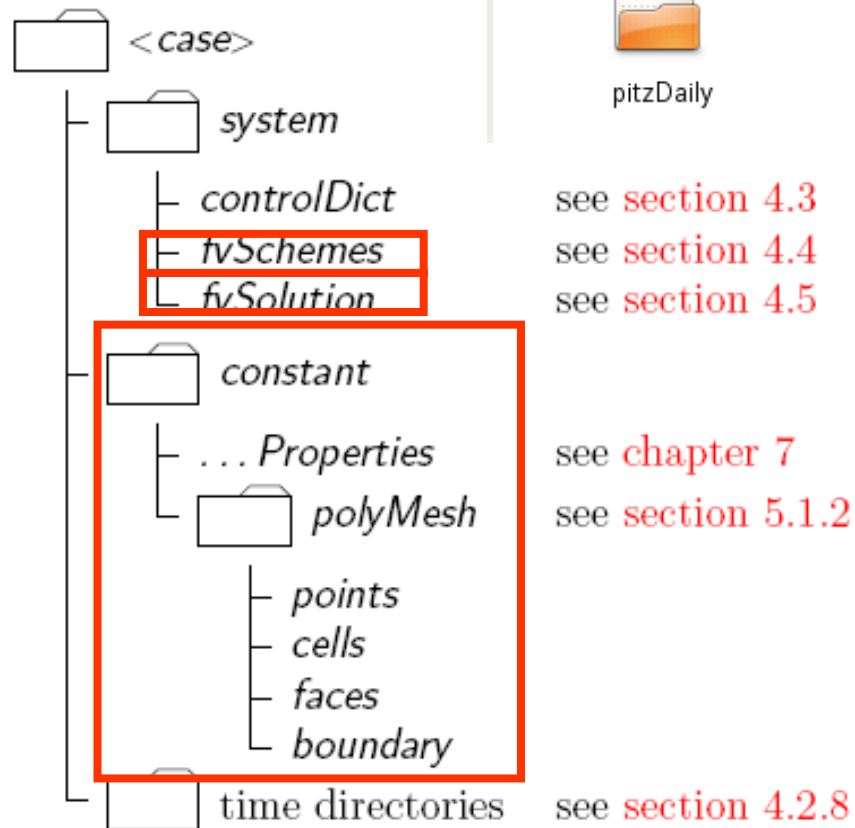 <case>
pitzDaily
system
controlDict see section 4.3
fvSchemes see section 4.4
fvSolution see section 4.5
constant
...Properties see chapter 7
polyMesh see section 5.1.2
points
cells
faces
boundary
time directories see section 4.2.8